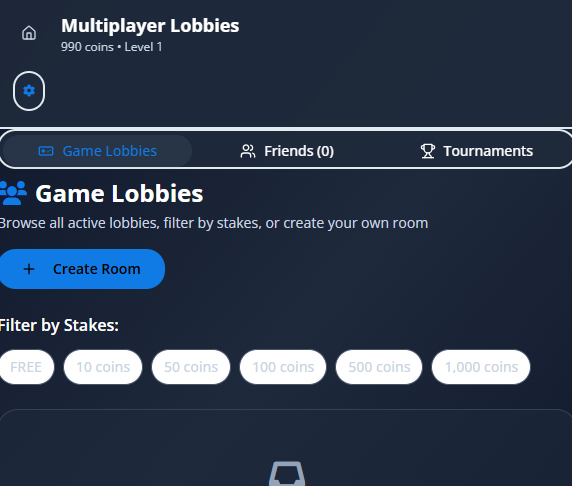 Multiplayer Lobbies
990 coins • Level 1
Game Lobbies
Friends (0)
Tournaments
Game Lobbies
Browse all active lobbies, filter by stakes, or create your own room
+ Create Room
Filter by Stakes:
FREE
10 coins
50 coins
100 coins
500 coins
1,000 coins